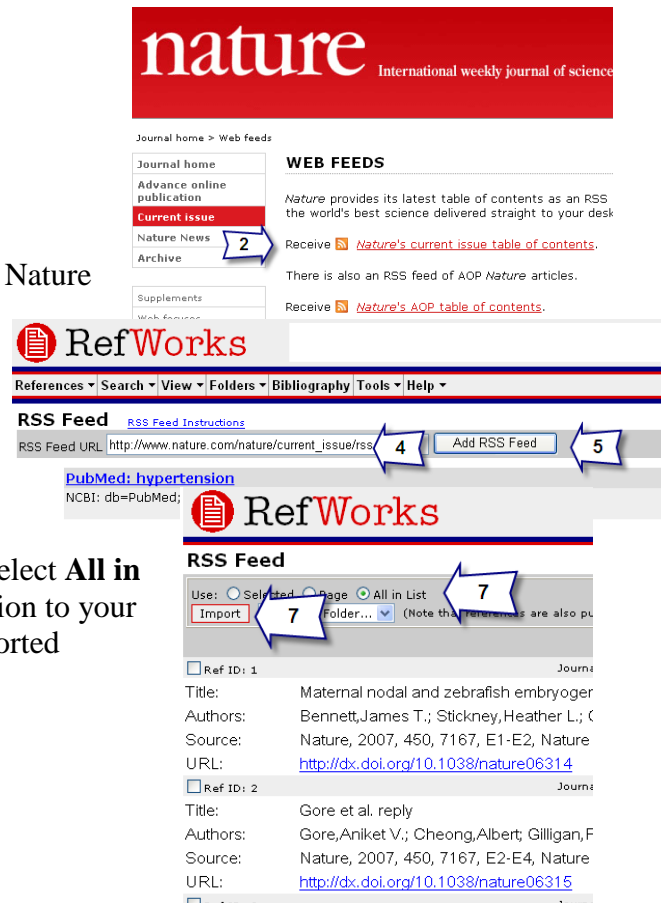 nature International weekly journal of science
Journal home > Web feeds
Journal home
Advance online
publication
Current issue
Nature News
Archive
Supplements
Web focuses
WEB FEEDS
Nature provides its latest table of contents as an RSS
the world's best science delivered straight to your desk
2
Receive Nature's current issue table of contents.
There is also an RSS feed of AOP Nature articles.
Receive Nature's AOP table of contents.
Nature
RefWorks
References Search View Folders Bibliography Tools Help
RSS Feed RSS Feed Instructions
RSS Feed URL http://www.nature.com/nature/current_issue/rss 4 Add RSS Feed 5
PubMed: hypertension
NCBI: db=PubMed;
RefWorks
elect All in
ion to your
orted
RSS Feed
Use: Selected Page All in List 7
Import 7 Folder... (Note that references are also pu
Ref ID: 1 Journa
Title: Maternal nodal and zebrafish embryoger
Authors: Bennett,James T.; Stickney,Heather L.;
Source: Nature, 2007, 450, 7167, E1-E2, Nature
URL: http://dx.doi.org/10.1038/nature06314
Ref ID: 2 Journa
Title: Gore et al. reply
Authors: Gore,Aniket V.; Cheong,Albert; Gilligan,F
Source: Nature, 2007, 450, 7167, E2-E4, Nature
URL: http://dx.doi.org/10.1038/nature06315